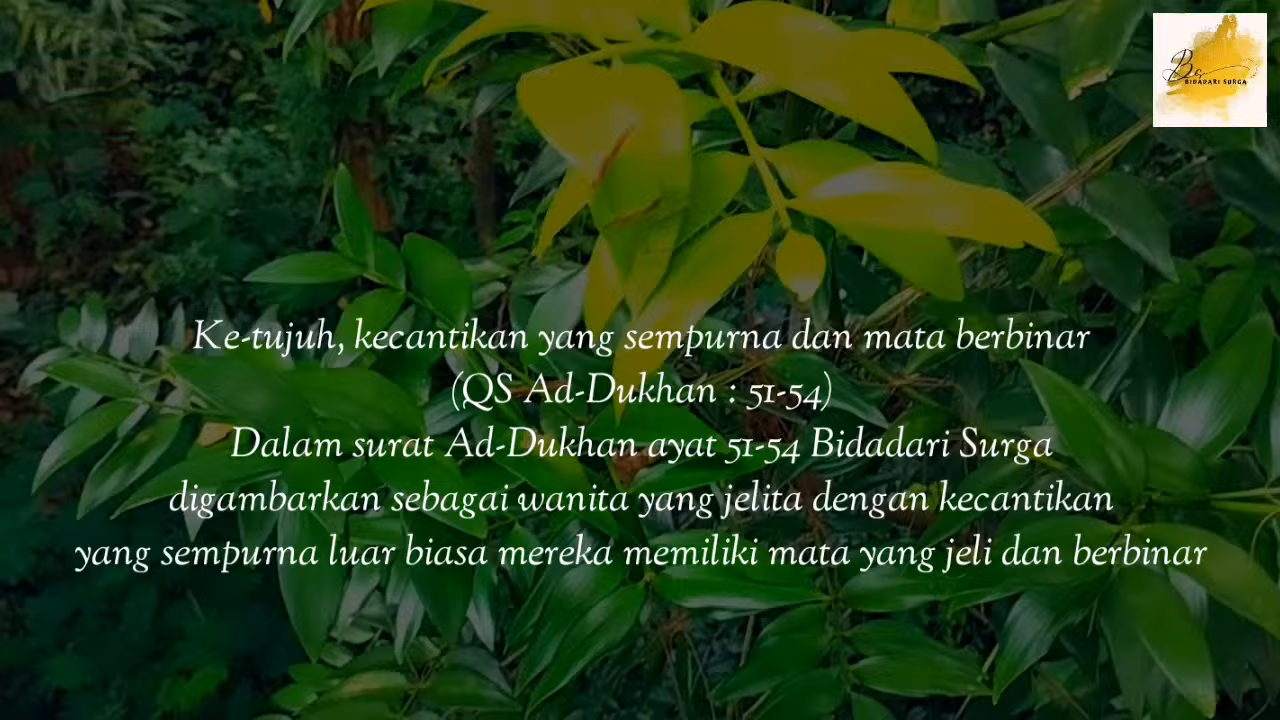 Bs
BIDADARI SURGA
Ke-tujuh, kecantikan yang sempurna dan mata berbinar
(QS Ad-Dukhan : 51-54)
Dalam surat Ad-Dukhan ayat 51-54 Bidadari Surga
digambarkan sebagai wanita yang jelita dengan kecantikan
yang sempurna luar biasa mereka memiliki mata yang jeli dan berbinar